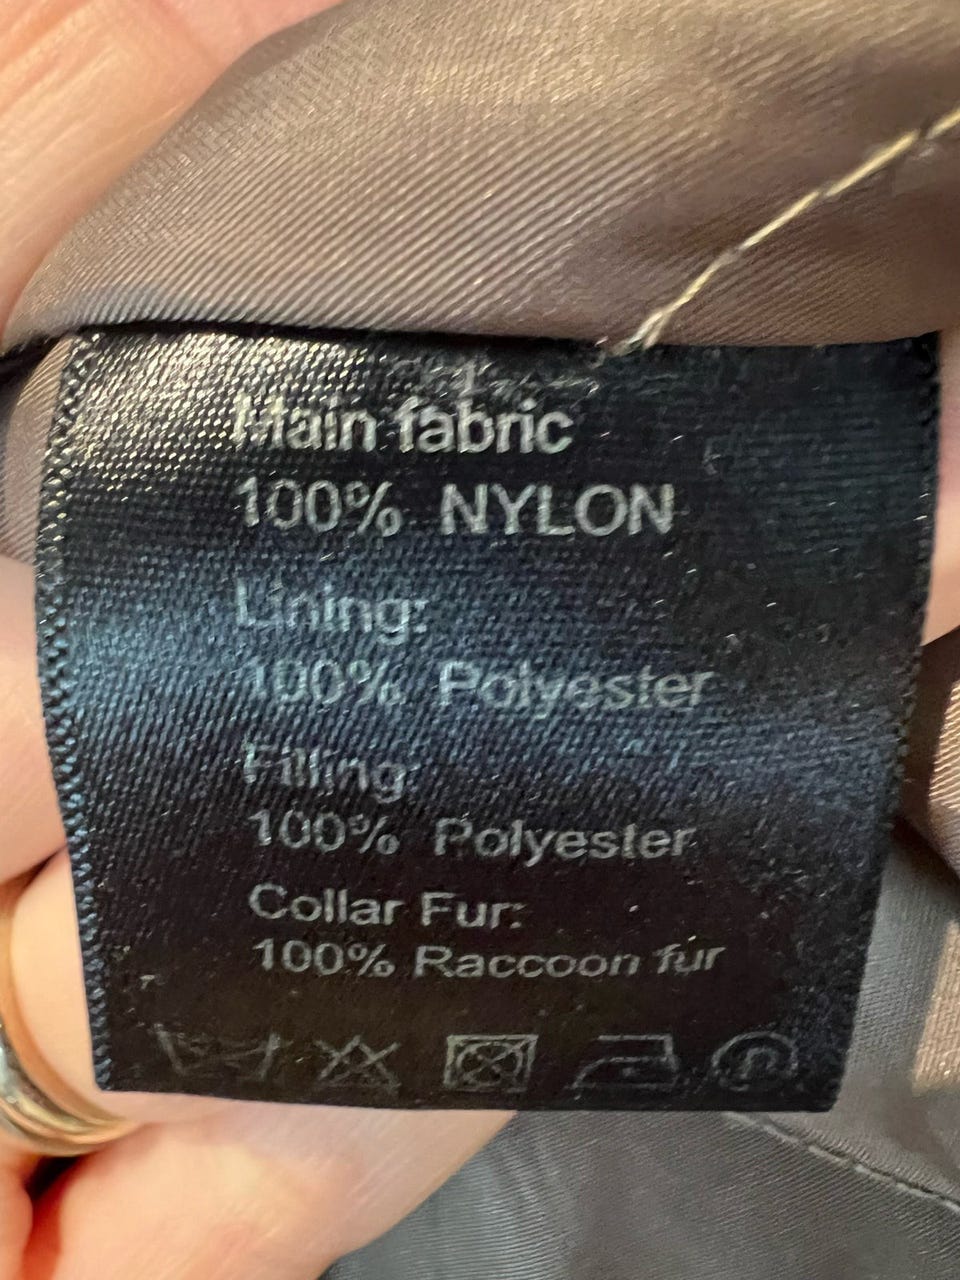 Main fabric
100% NYLON
Lining:
100% Polyester
Filling:
100% Polyester
Collar Fur:
100% Raccoon fur